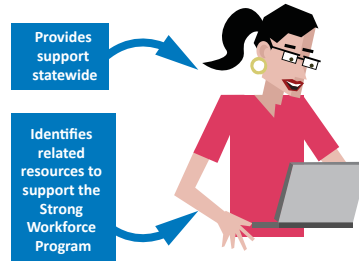 Provides
support
statewide
Identifies
related
resources to
support the
Strong
Workforce
Program